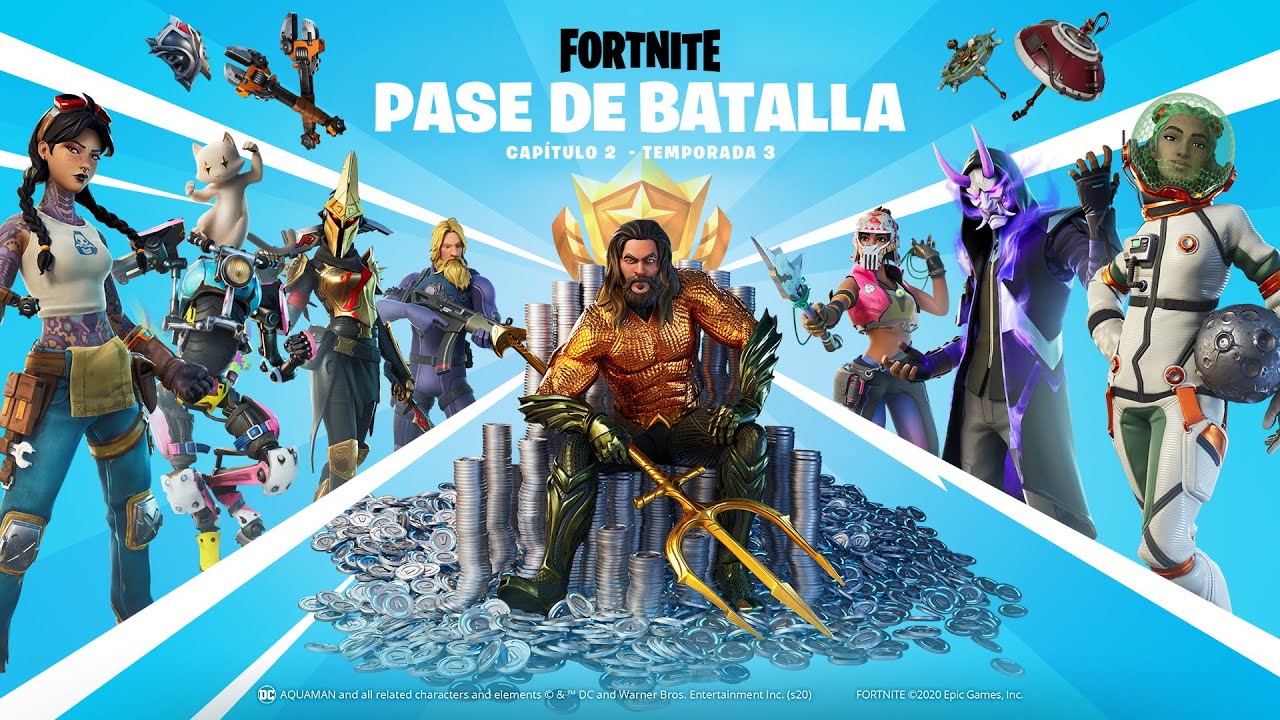 FORTNITE
PASE DE BATALLA
CAPÍTULO 2 - TEMPORADA 3
DC AQUAMAN and all related characters and elements © & ™ DC and Warner Bros. Entertainment Inc. (s20)
FORTNITE ©2020 Epic Games, Inc.